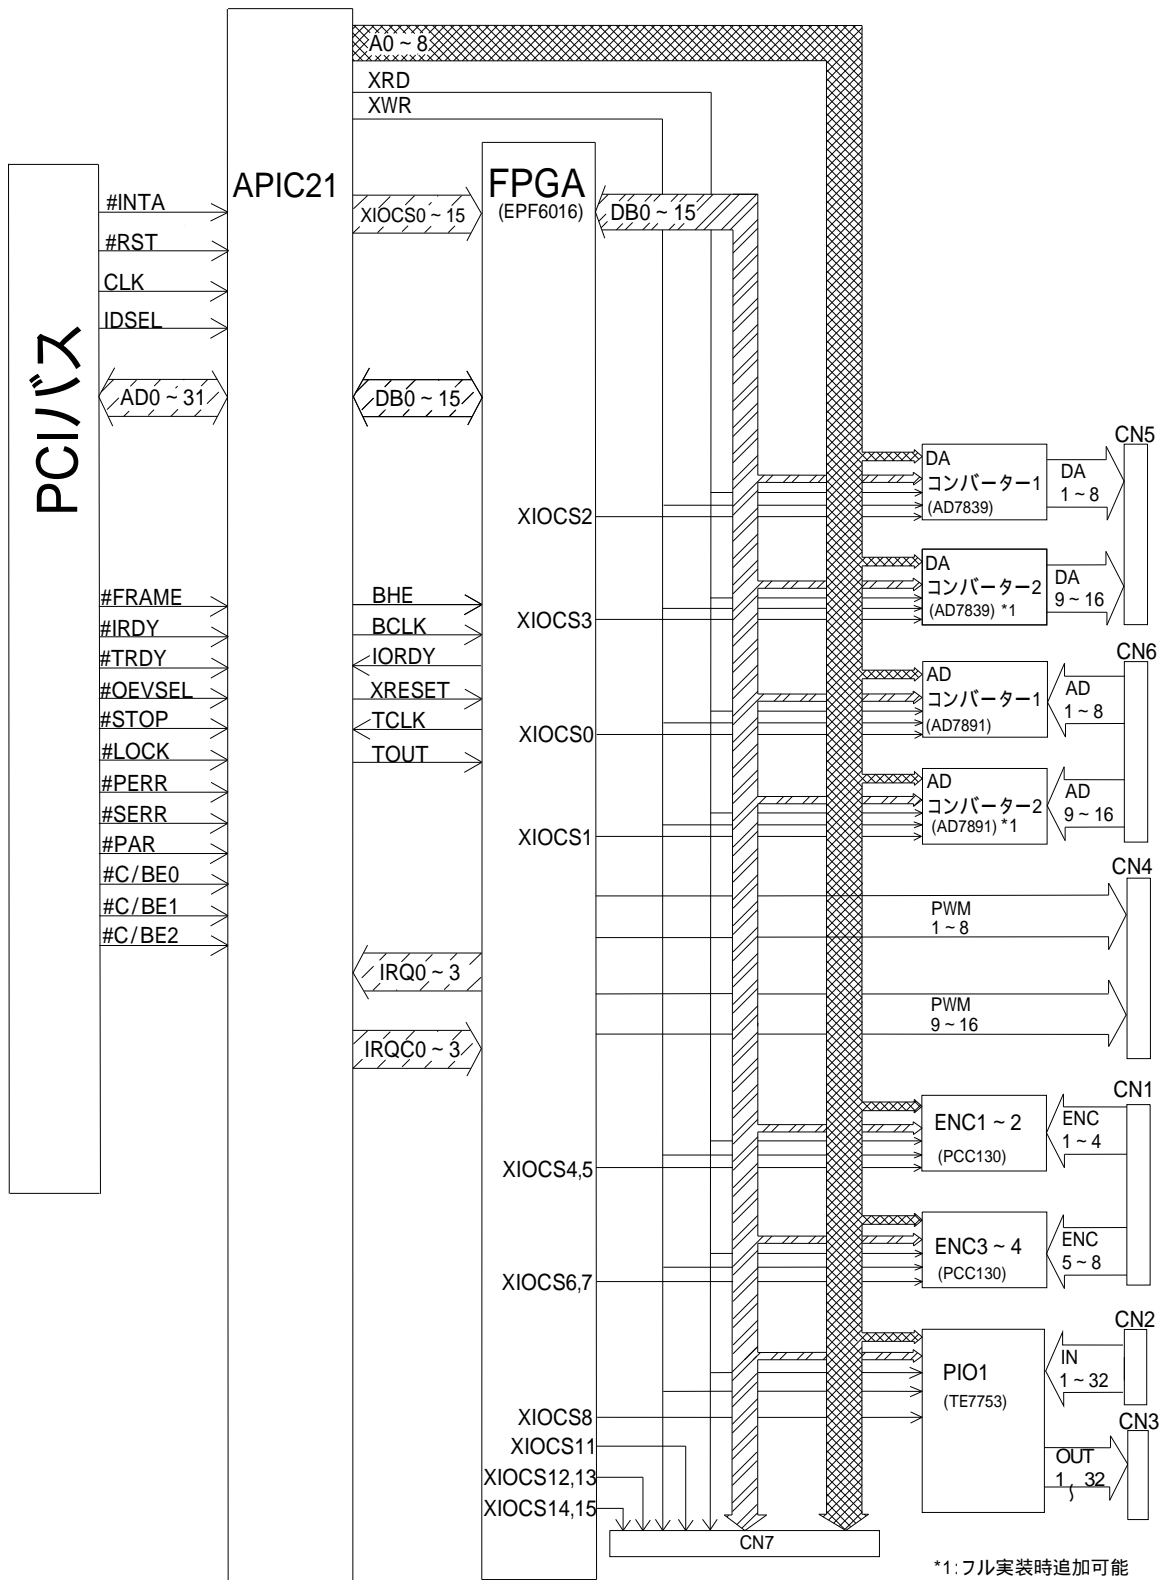 A0～8
XRD
XWR
APIC21
FPGA
(EPF6016)
XIOCS0～15
DB0～15
PCIバス
#INTA
#RST
CLK
IDSEL
AD0～31
DB0～15
#FRAME
#IRDY
#TRDY
#OEVSEL
#STOP
#LOCK
#PERR
#SERR
#PAR
#C/BE0
#C/BE1
#C/BE2
BHE
BCLK
IORDY
XRESET
TCLK
TOUT
IRQ0～3
IRQC0～3
XIOCS2
XIOCS3
XIOCS0
XIOCS1
XIOCS4,5
XIOCS6,7
XIOCS8
XIOCS11
XIOCS12,13
XIOCS14,15
DA
コンバーター1
(AD7839)
DA
1～8
CN5
DA
コンバーター2
(AD7839) *1
DA
9～16
AD
コンバーター1
(AD7891)
AD
1～8
CN6
AD
コンバーター2
(AD7891) *1
AD
9～16
PWM
1～8
CN4
PWM
9～16
ENC1～2
(PCC130)
ENC
1～4
CN1
ENC3～4
(PCC130)
ENC
5～8
PIO1
(TE7753)
IN
1～32
CN2
OUT
1～32
CN3
CN7
*1:フル実装時追加可能